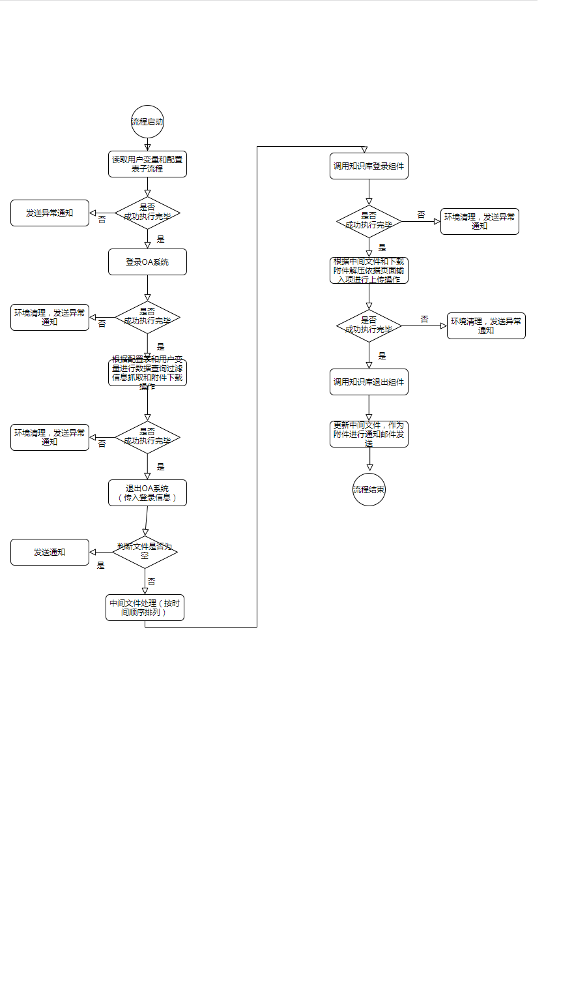 流程启动
读取用户变量和配置
表子流程
是否
成功执行完毕
否
发送异常通知
是
登录OA系统
是否
成功执行完毕
否
环境清理，发送异常
通知
是
根据配置表和用户变
量进行数据查询过滤
信息抓取和附件下载
操作
是否
成功执行完毕
否
环境清理，发送异常
通知
是
退出OA系统
（传入登录信息）
判断文件是否为
空
是
发送通知
否
中间文件处理（按时
间顺序排列）
调用知识库登录组件
是否
成功执行完毕
否
环境清理，发送异常
通知
是
根据中间文件和下载
附件解压依据页面输
入项进行上传操作
是否
成功执行完毕
否
环境清理，发送异常
通知
是
调用知识库退出组件
更新中间文件，作为
附件进行通知邮件发
送
流程结束